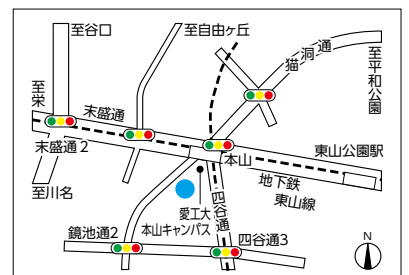 至谷口
至自由ヶ丘
猫洞通
至平和公園
至栄
末盛通
末盛通2
本山
東山公園駅
地下鉄
東山線
至川名
愛工大
本山キャンパス
四谷通
鏡池通2
四谷通3
N